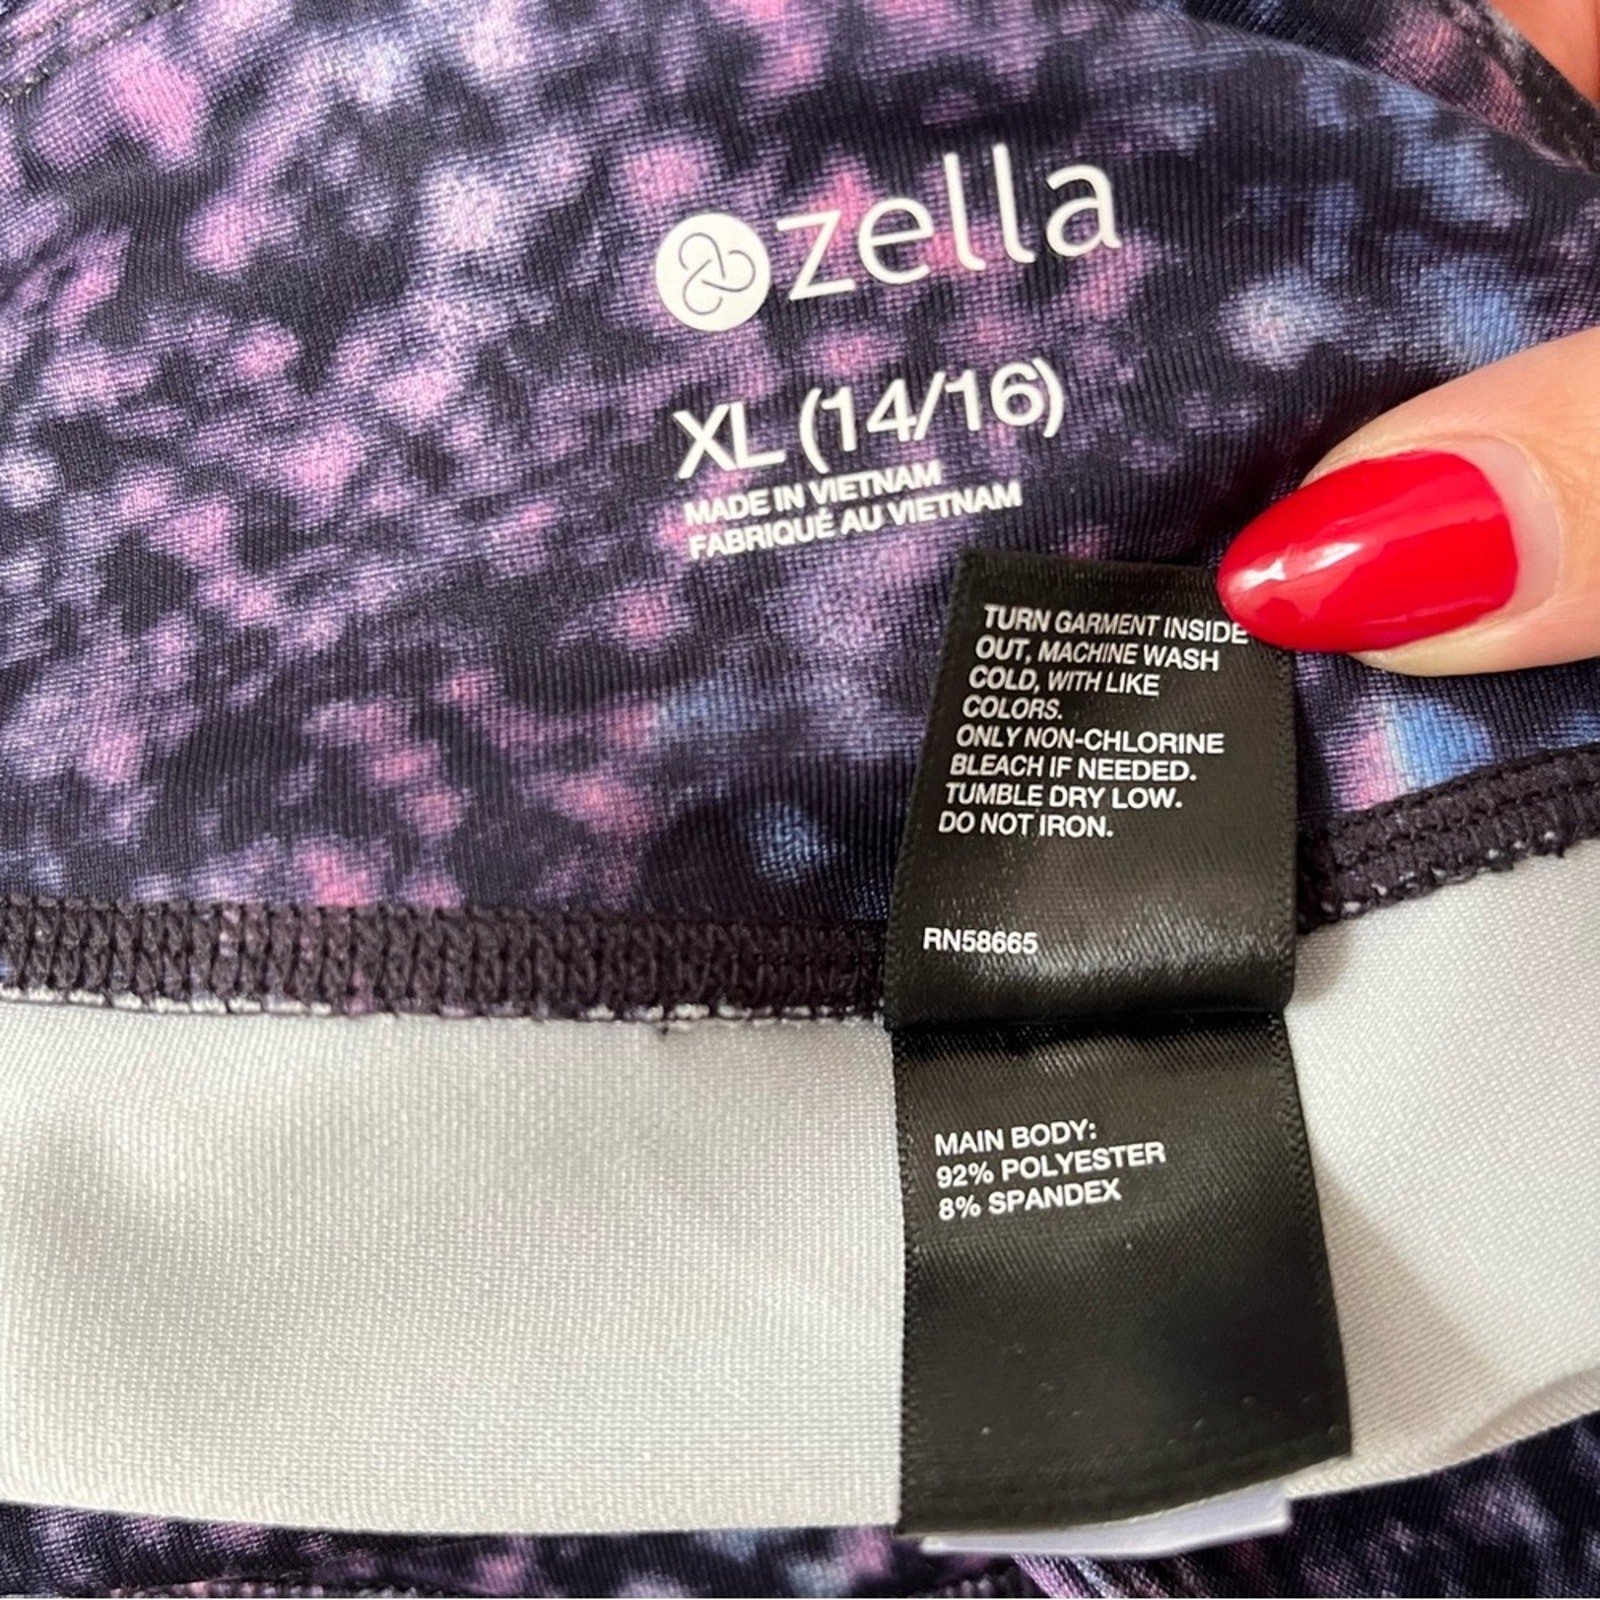 zella
XL (14/16)
MADE IN VIETNAM
FABRIQUÉ AU VIETNAM
TURN GARMENT INSIDE
OUT, MACHINE WASH
COLD, WITH LIKE
COLORS.
ONLY NON-CHLORINE
BLEACH IF NEEDED.
TUMBLE DRY LOW.
DO NOT IRON.
RN58665
MAIN BODY:
92% POLYESTER
8% SPANDEX